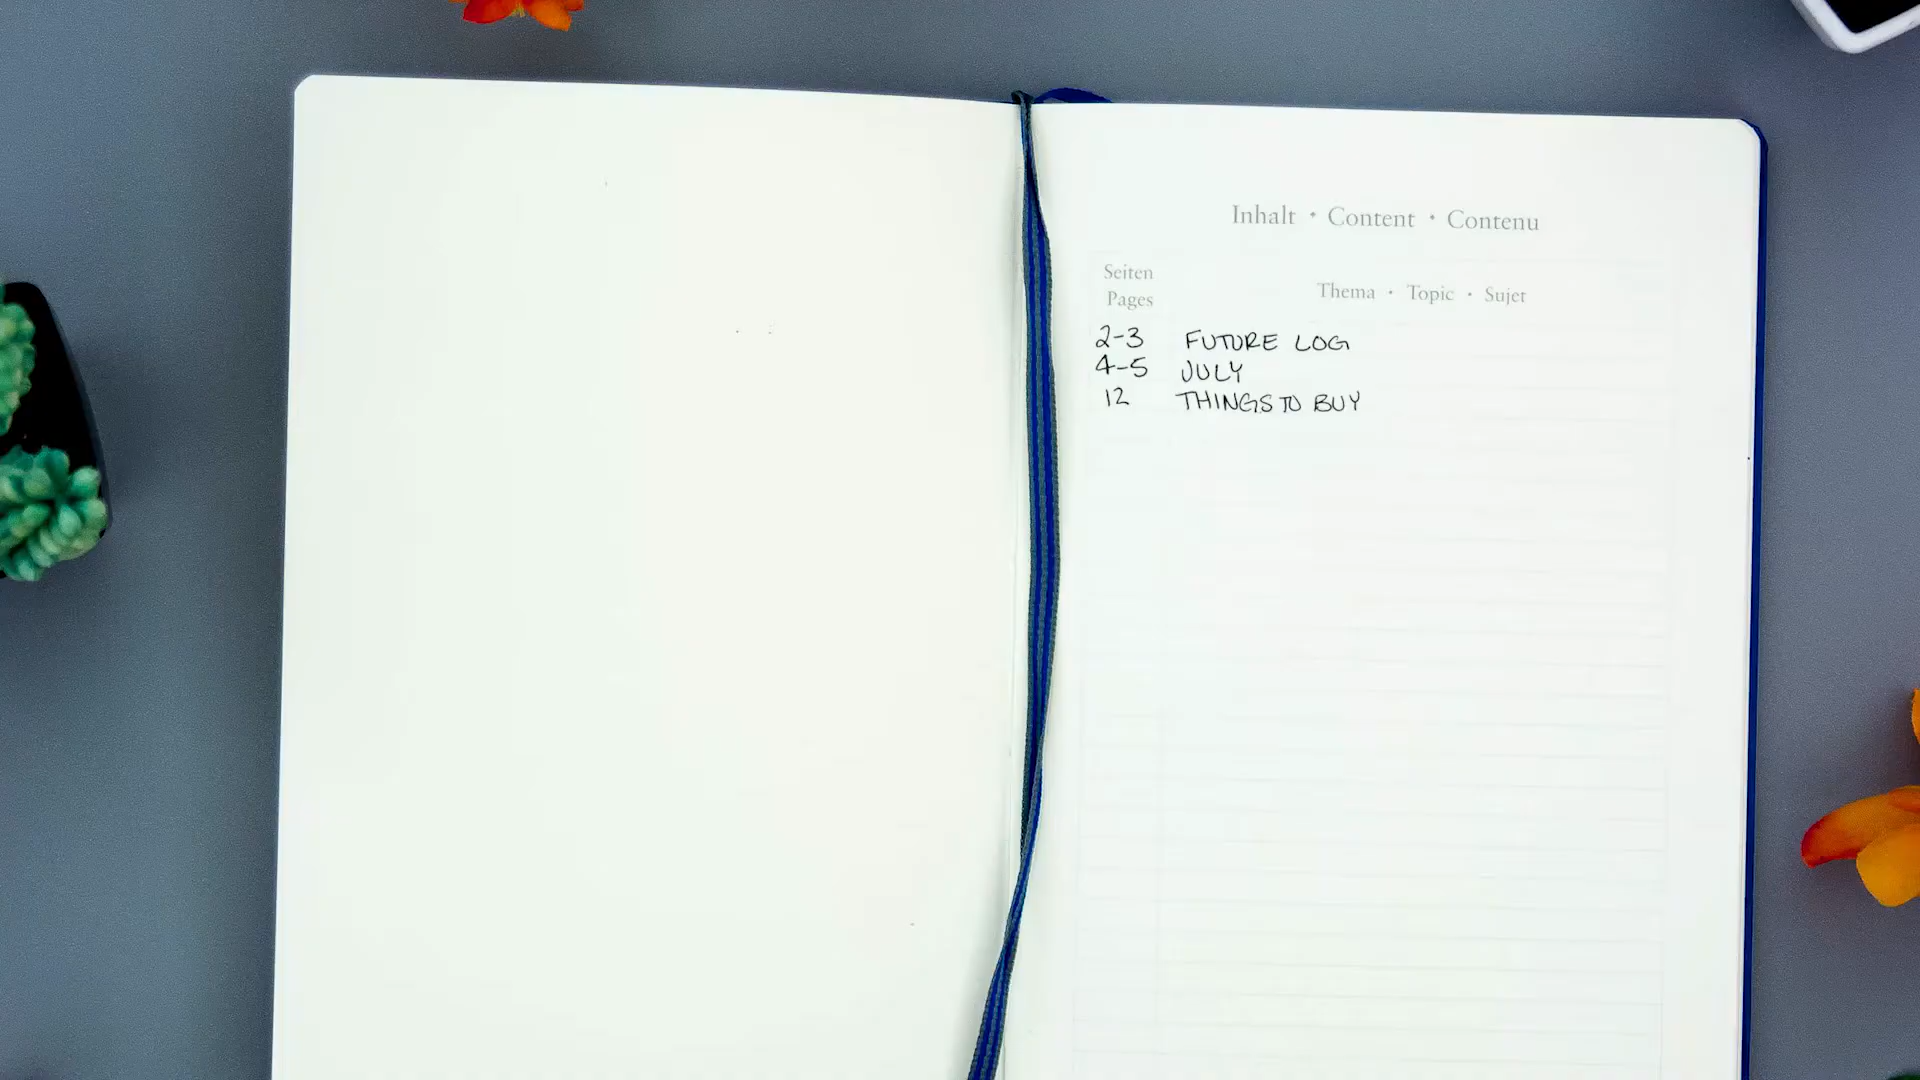 Inhalt • Content • Contenu
Seiten
Pages
Thema • Topic • Sujet
2-3 FUTURE LOG
4-5 JULY
12 THINGS TO BUY